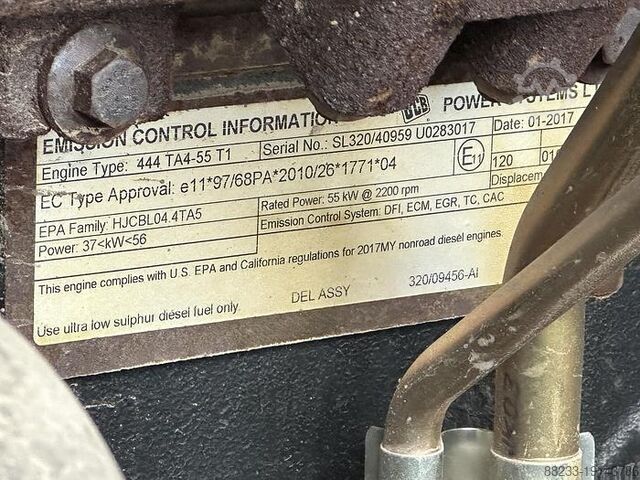 EMISSION CONTROL INFORMATION JCB POWER SYSTEMS
Engine Type: 444 TA4-55 T1 Serial No.: SL320/40959 U0283017 Date: 01-2017
EC Type Approval: e11*97/68PA*2010/26*1771*04 E11 120
EPA Family: HJCBL04.4TA5 Rated Power: 55 kW @ 2200 rpm
Power: 37<kW<56 Emission Control System: DFI, ECM, EGR, TC, CAC
This engine complies with U.S. EPA and California regulations for 2017MY nonroad diesel engines.
Use ultra low sulphur diesel fuel only. DEL ASSY 320/09456-AI